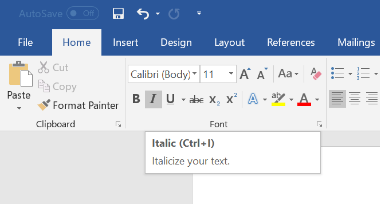 AutoSave Off
File Home Insert Design Layout References Mailings
Paste
Cut
Copy
Format Painter
Clipboard
Calibri (Body) 11 A A Aa A
B I U abc X2 X2 A ab A
Font
Italic (Ctrl+I)
Italicize your text.